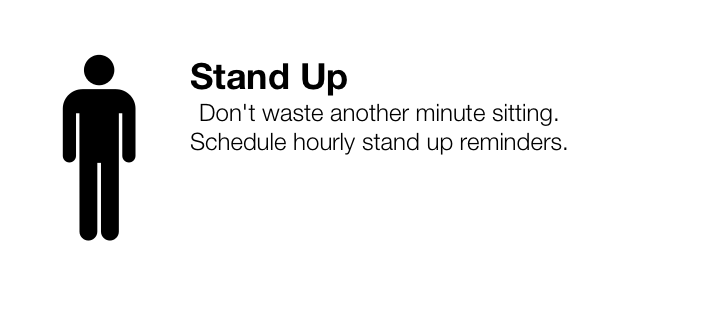 Stand Up
Don't waste another minute sitting.
Schedule hourly stand up reminders.